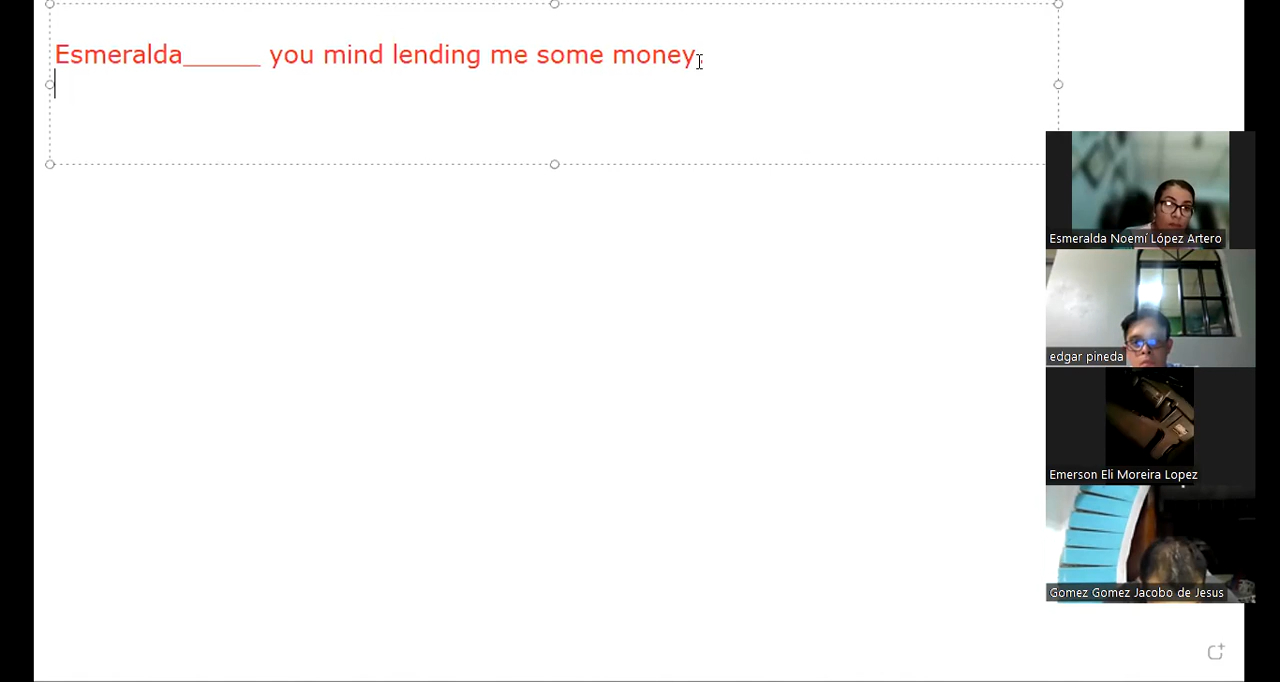 Esmeralda______ you mind lending me some money
Esmeralda Noemí López Artero
edgar pineda
Emerson Eli Moreira Lopez
Gomez Gomez Jacobo de Jesus